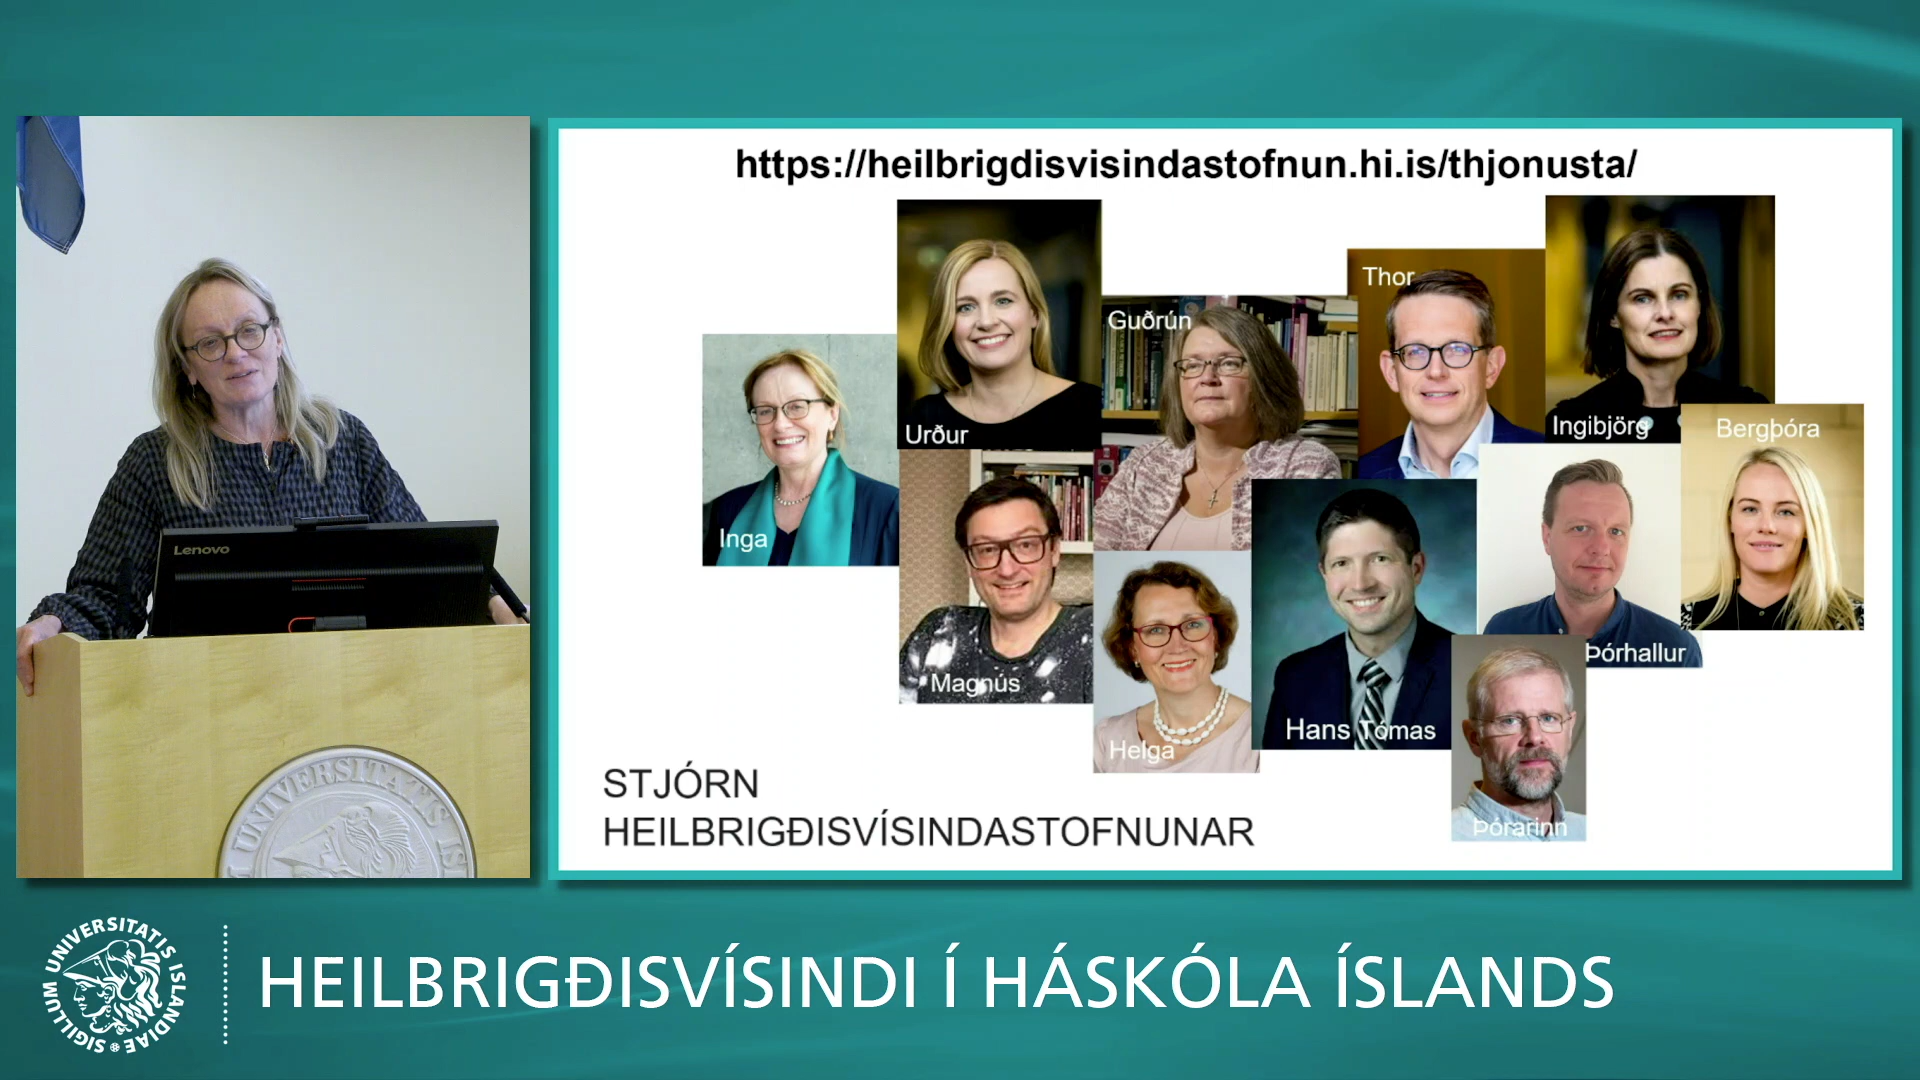 https://heilbrigdisvisindastofnun.hi.is/thjonusta/
Thor
Guðrún
Urður
Ingibjörg
Bergþóra
Inga
Lenovo
Þórhallur
Magnús
Hans Tómas
Helga
Þórarinn
STJÓRN
HEILBRIGÐISVÍSINDASTOFNUNAR
UNIVERSITATIS
SIGILLUM UNIVERSITATIS ISLANDIAE
HEILBRIGÐISVÍSINDI Í HÁSKÓLA ÍSLANDS